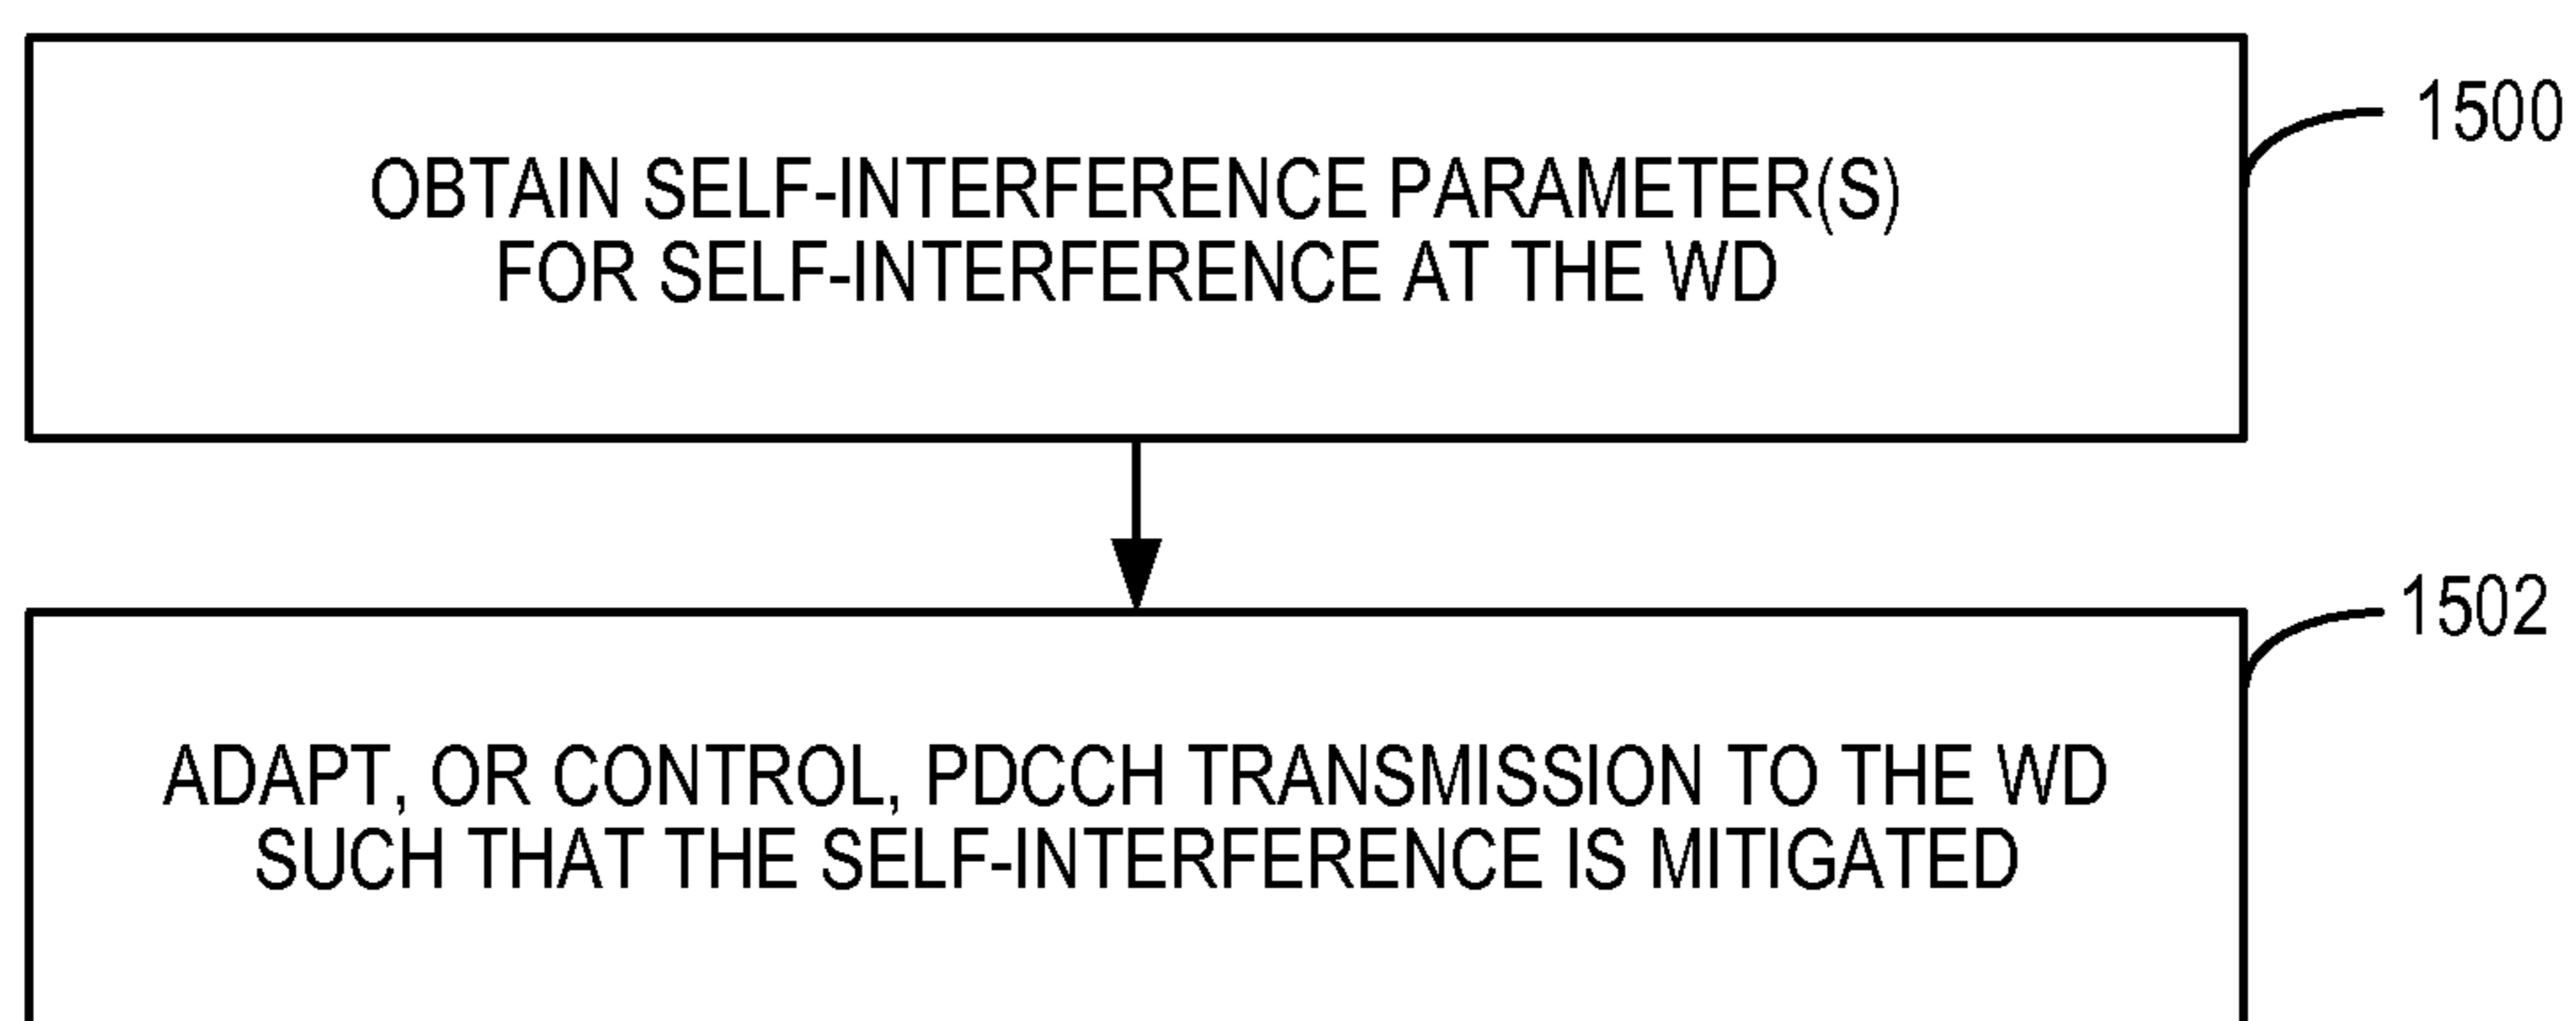 1500
OBTAIN SELF-INTERFERENCE PARAMETER(S)
FOR SELF-INTERFERENCE AT THE WD
1502
ADAPT, OR CONTROL, PDCCH TRANSMISSION TO THE WD
SUCH THAT THE SELF-INTERFERENCE IS MITIGATED